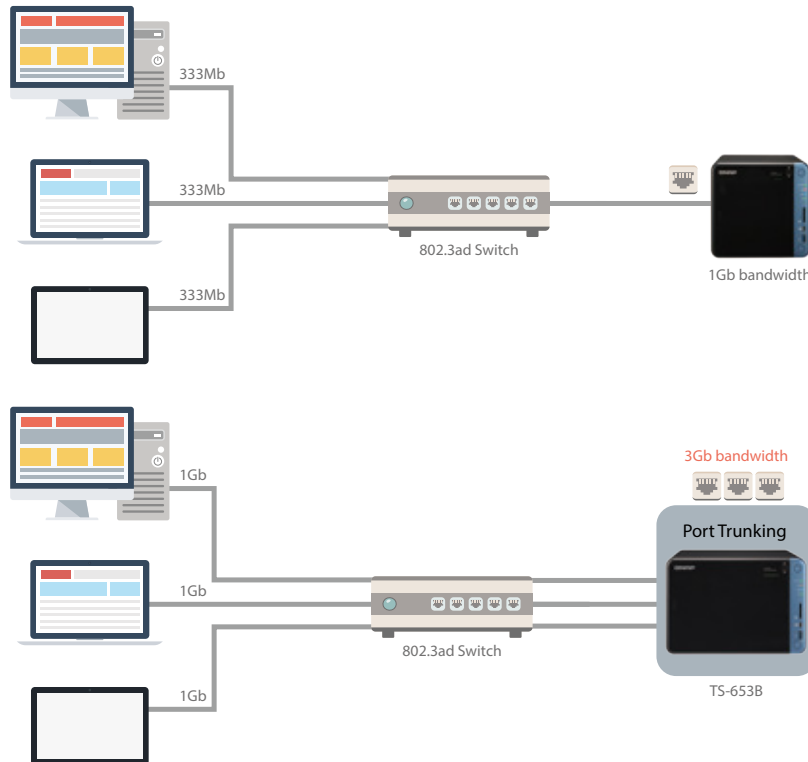 333Mb
333Mb
802.3ad Switch
1Gb bandwidth
333Mb
3Gb bandwidth
1Gb
Port Trunking
1Gb
802.3ad Switch
TS-653B
1Gb